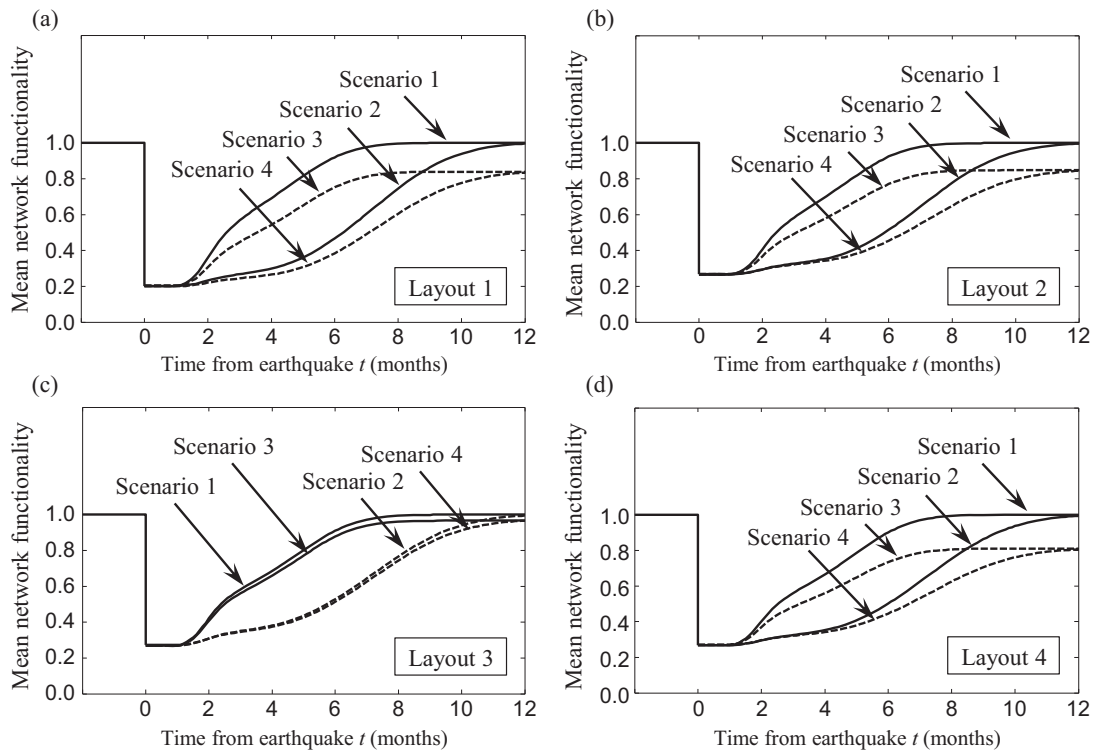 (a)
Mean network functionality
1.0
0.8
0.6
0.4
0.2
0.0
Scenario 1
Scenario 2
Scenario 3
Scenario 4
Layout 1
0 2 4 6 8 10 12
Time from earthquake t (months)
(b)
Mean network functionality
1.0
0.8
0.6
0.4
0.2
0.0
Scenario 1
Scenario 2
Scenario 3
Scenario 4
Layout 2
0 2 4 6 8 10 12
Time from earthquake t (months)
(c)
Mean network functionality
1.0
0.8
0.6
0.4
0.2
0.0
Scenario 3
Scenario 4
Scenario 1
Scenario 2
Layout 3
0 2 4 6 8 10 12
Time from earthquake t (months)
(d)
Mean network functionality
1.0
0.8
0.6
0.4
0.2
0.0
Scenario 1
Scenario 2
Scenario 3
Scenario 4
Layout 4
0 2 4 6 8 10 12
Time from earthquake t (months)